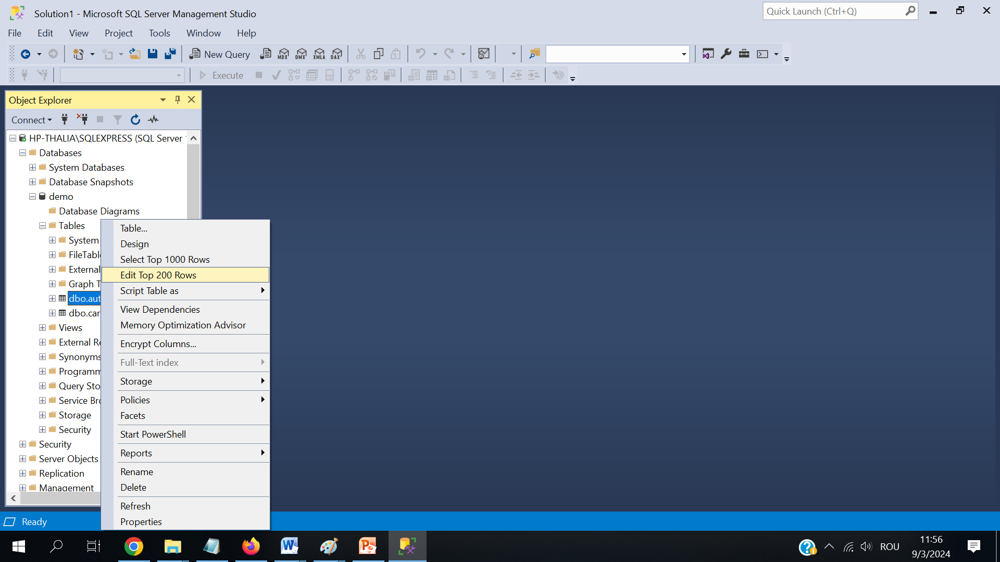 Solution1 - Microsoft SQL Server Management Studio
Quick Launch (Ctrl+Q)
File Edit View Project Tools Window Help
New Query MDX DMX XMLA DAX
Execute
Object Explorer
Connect
HP-THALIA\SQLEXPRESS (SQL Server
Databases
System Databases
Database Snapshots
demo
Database Diagrams
Tables
System
FileTabl
External
Graph T
dbo.aut
dbo.car
Views
External Re
Synonyms
Programm
Query Sto
Service Bro
Storage
Security
Security
Server Objects
Replication
Management
Table...
Design
Select Top 1000 Rows
Edit Top 200 Rows
Script Table as
View Dependencies
Memory Optimization Advisor
Encrypt Columns...
Full-Text index
Storage
Policies
Facets
Start PowerShell
Reports
Rename
Delete
Refresh
Properties
Ready
ROU
11:56
9/3/2024